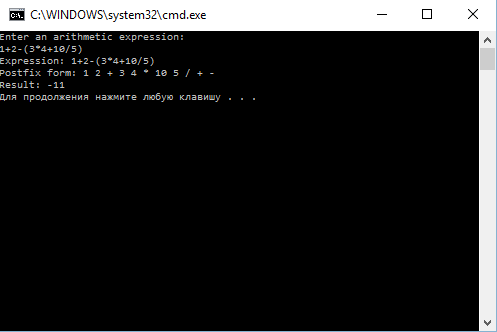 C:\WINDOWS\system32\cmd.exe
Enter an arithmetic expression:
1+2-(3*4+10/5)
Expression: 1+2-(3*4+10/5)
Postfix form: 1 2 + 3 4 * 10 5 / + -
Result: -11
Для продолжения нажмите любую клавишу . . .